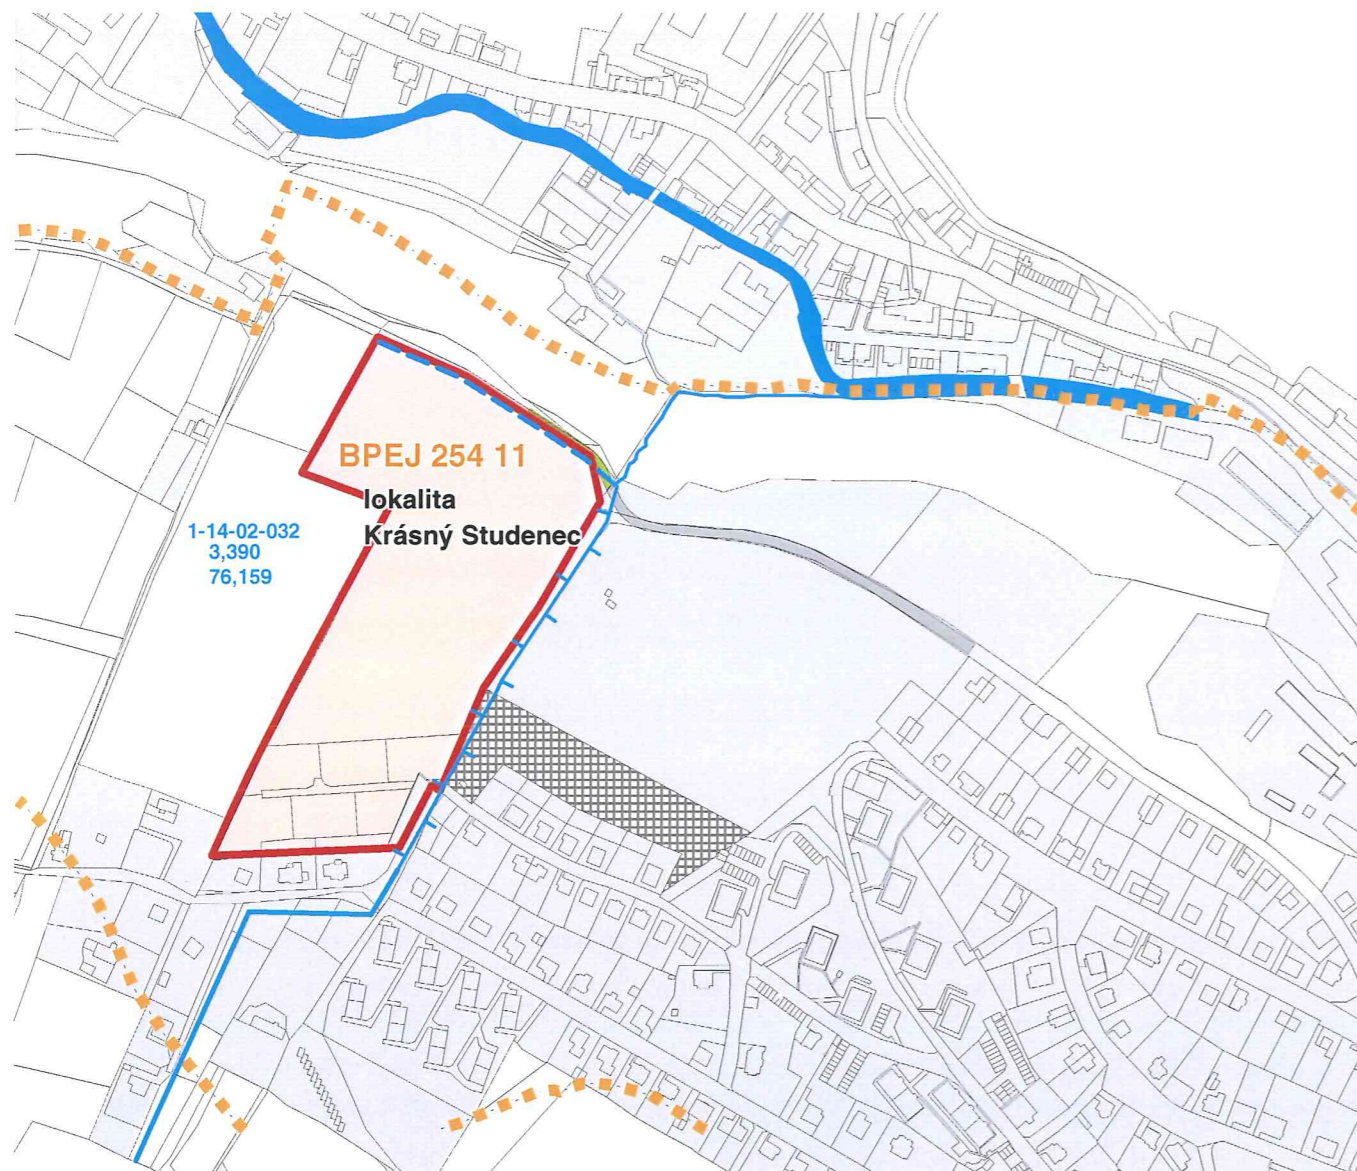 BPEJ 254 11
lokalita
Krásný Studenec
1-14-02-032
3,390
76,159